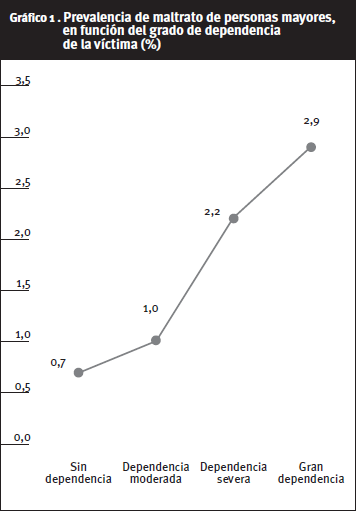 Gráfico 1 . Prevalencia de maltrato de personas mayores,
en función del grado de dependencia
de la víctima (%)
3,5
3,0
2,5
2,0
1,5
1,0
0,5
0,0
0,7
1,0
2,2
2,9
Sin
dependencia
Dependencia
moderada
Dependencia
severa
Gran
dependencia